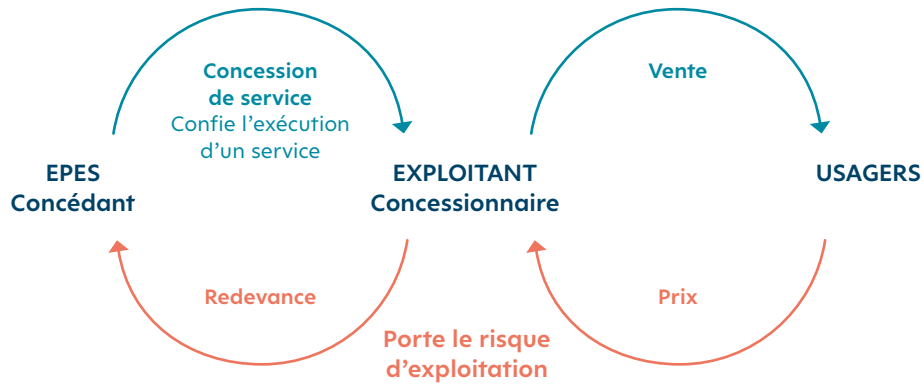 Concession
de service
Confie l’exécution
d’un service
Vente
EPES
Concédant
EXPLOITANT
Concessionnaire
USAGERS
Redevance
Prix
Porte le risque
d’exploitation